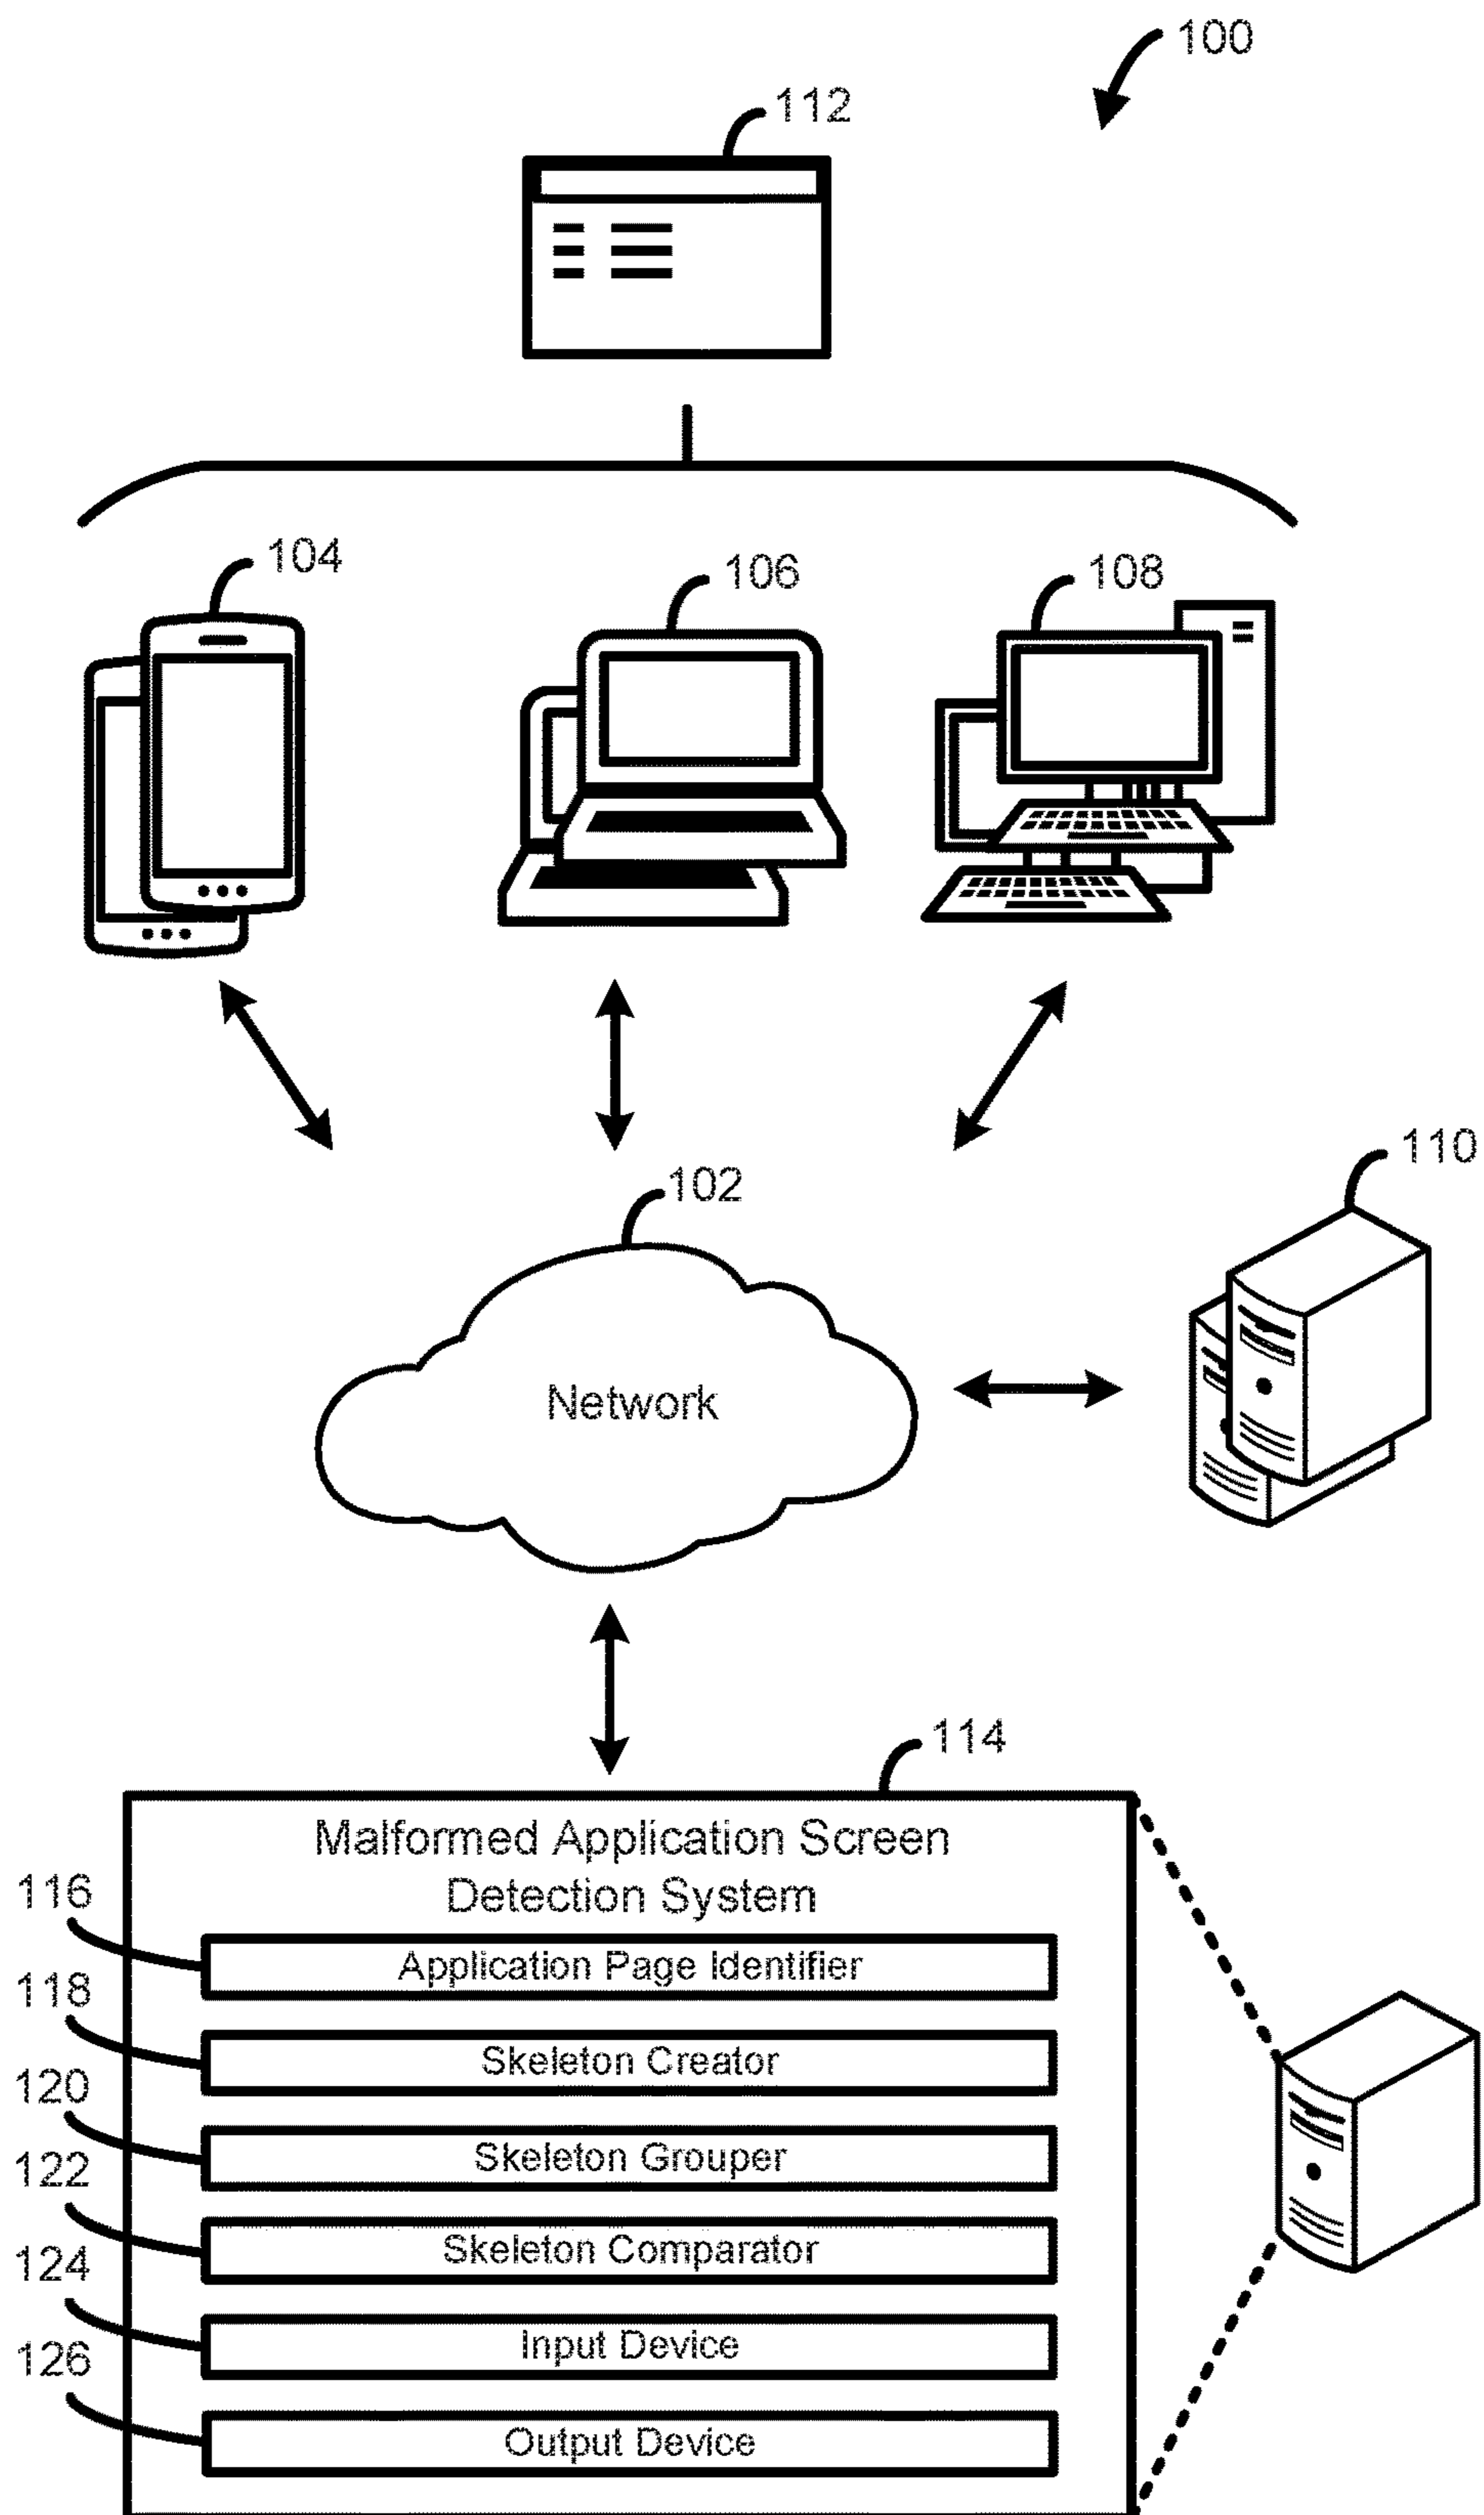 100
112
104
106
108
110
102
Network
114
Malformed Application Screen
Detection System
116
Application Page Identifier
118
Skeleton Creator
120
Skeleton Grouper
122
Skeleton Comparator
124
Input Device
126
Output Device